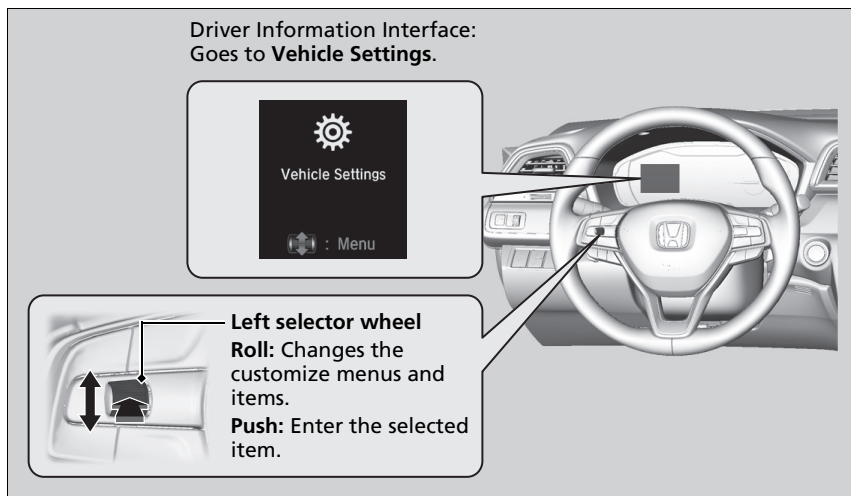 Driver Information Interface:
Goes to Vehicle Settings.
Vehicle Settings
: Menu
Left selector wheel
Roll: Changes the
customize menus and
items.
Push: Enter the selected
item.